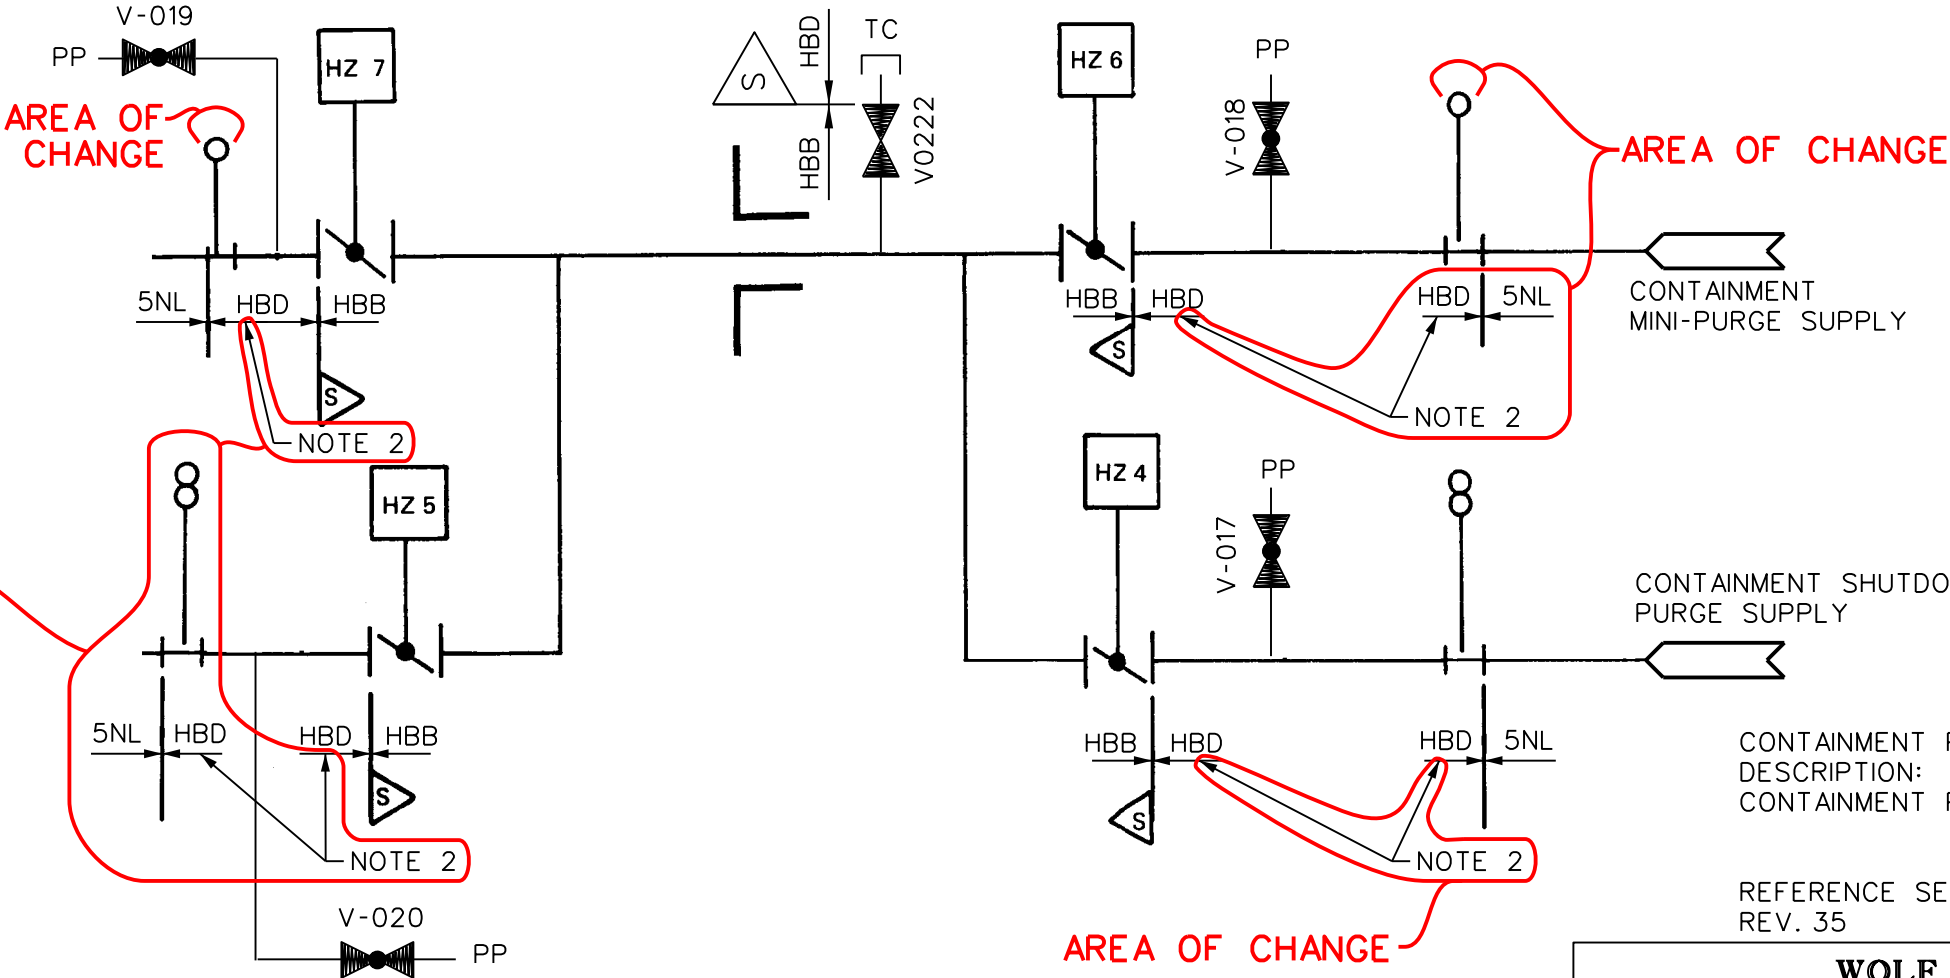 V-019
PP
HZ 7
AREA OF
CHANGE
S
HBD
HBB
TC
V0222
HZ 6
PP
V-018
AREA OF CHANGE
5NL
HBD
HBB
S
NOTE 2
HBB
HBD
S
HBD
5NL
NOTE 2
CONTAINMENT
MINI-PURGE SUPPLY
HZ 5
HZ 4
PP
V-017
CONTAINMENT SHUTDO
PURGE SUPPLY
5NL
HBD
HBD
HBB
S
NOTE 2
HBB
HBD
S
HBD
5NL
NOTE 2
CONTAINMENT
DESCRIPTION:
CONTAINMENT
V-020
PP
AREA OF CHANGE
REFERENCE SE
REV. 35
WOLF